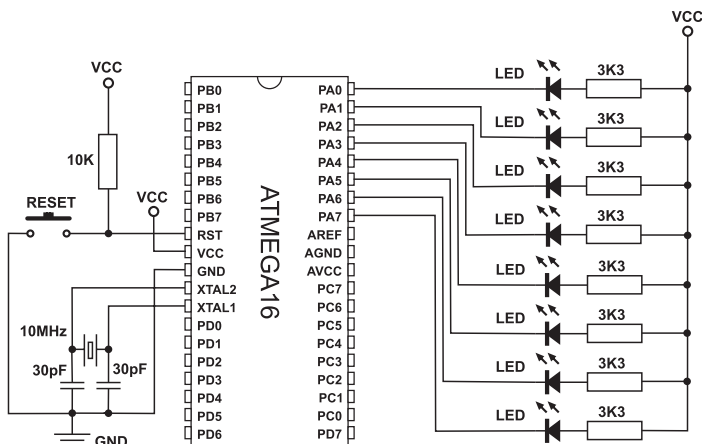 VCC
VCC
10K
RESET
VCC
10MHz
30pF
30pF
GND
ATMEGA16
PB0
PB1
PB2
PB3
PB4
PB5
PB6
PB7
RST
VCC
GND
XTAL2
XTAL1
PD0
PD1
PD2
PD3
PD4
PD5
PD6
PA0
PA1
PA2
PA3
PA4
PA5
PA6
PA7
AREF
AGND
AVCC
PC7
PC6
PC5
PC4
PC3
PC2
PC1
PC0
PD7
LED 3K3
LED 3K3
LED 3K3
LED 3K3
LED 3K3
LED 3K3
LED 3K3
LED 3K3